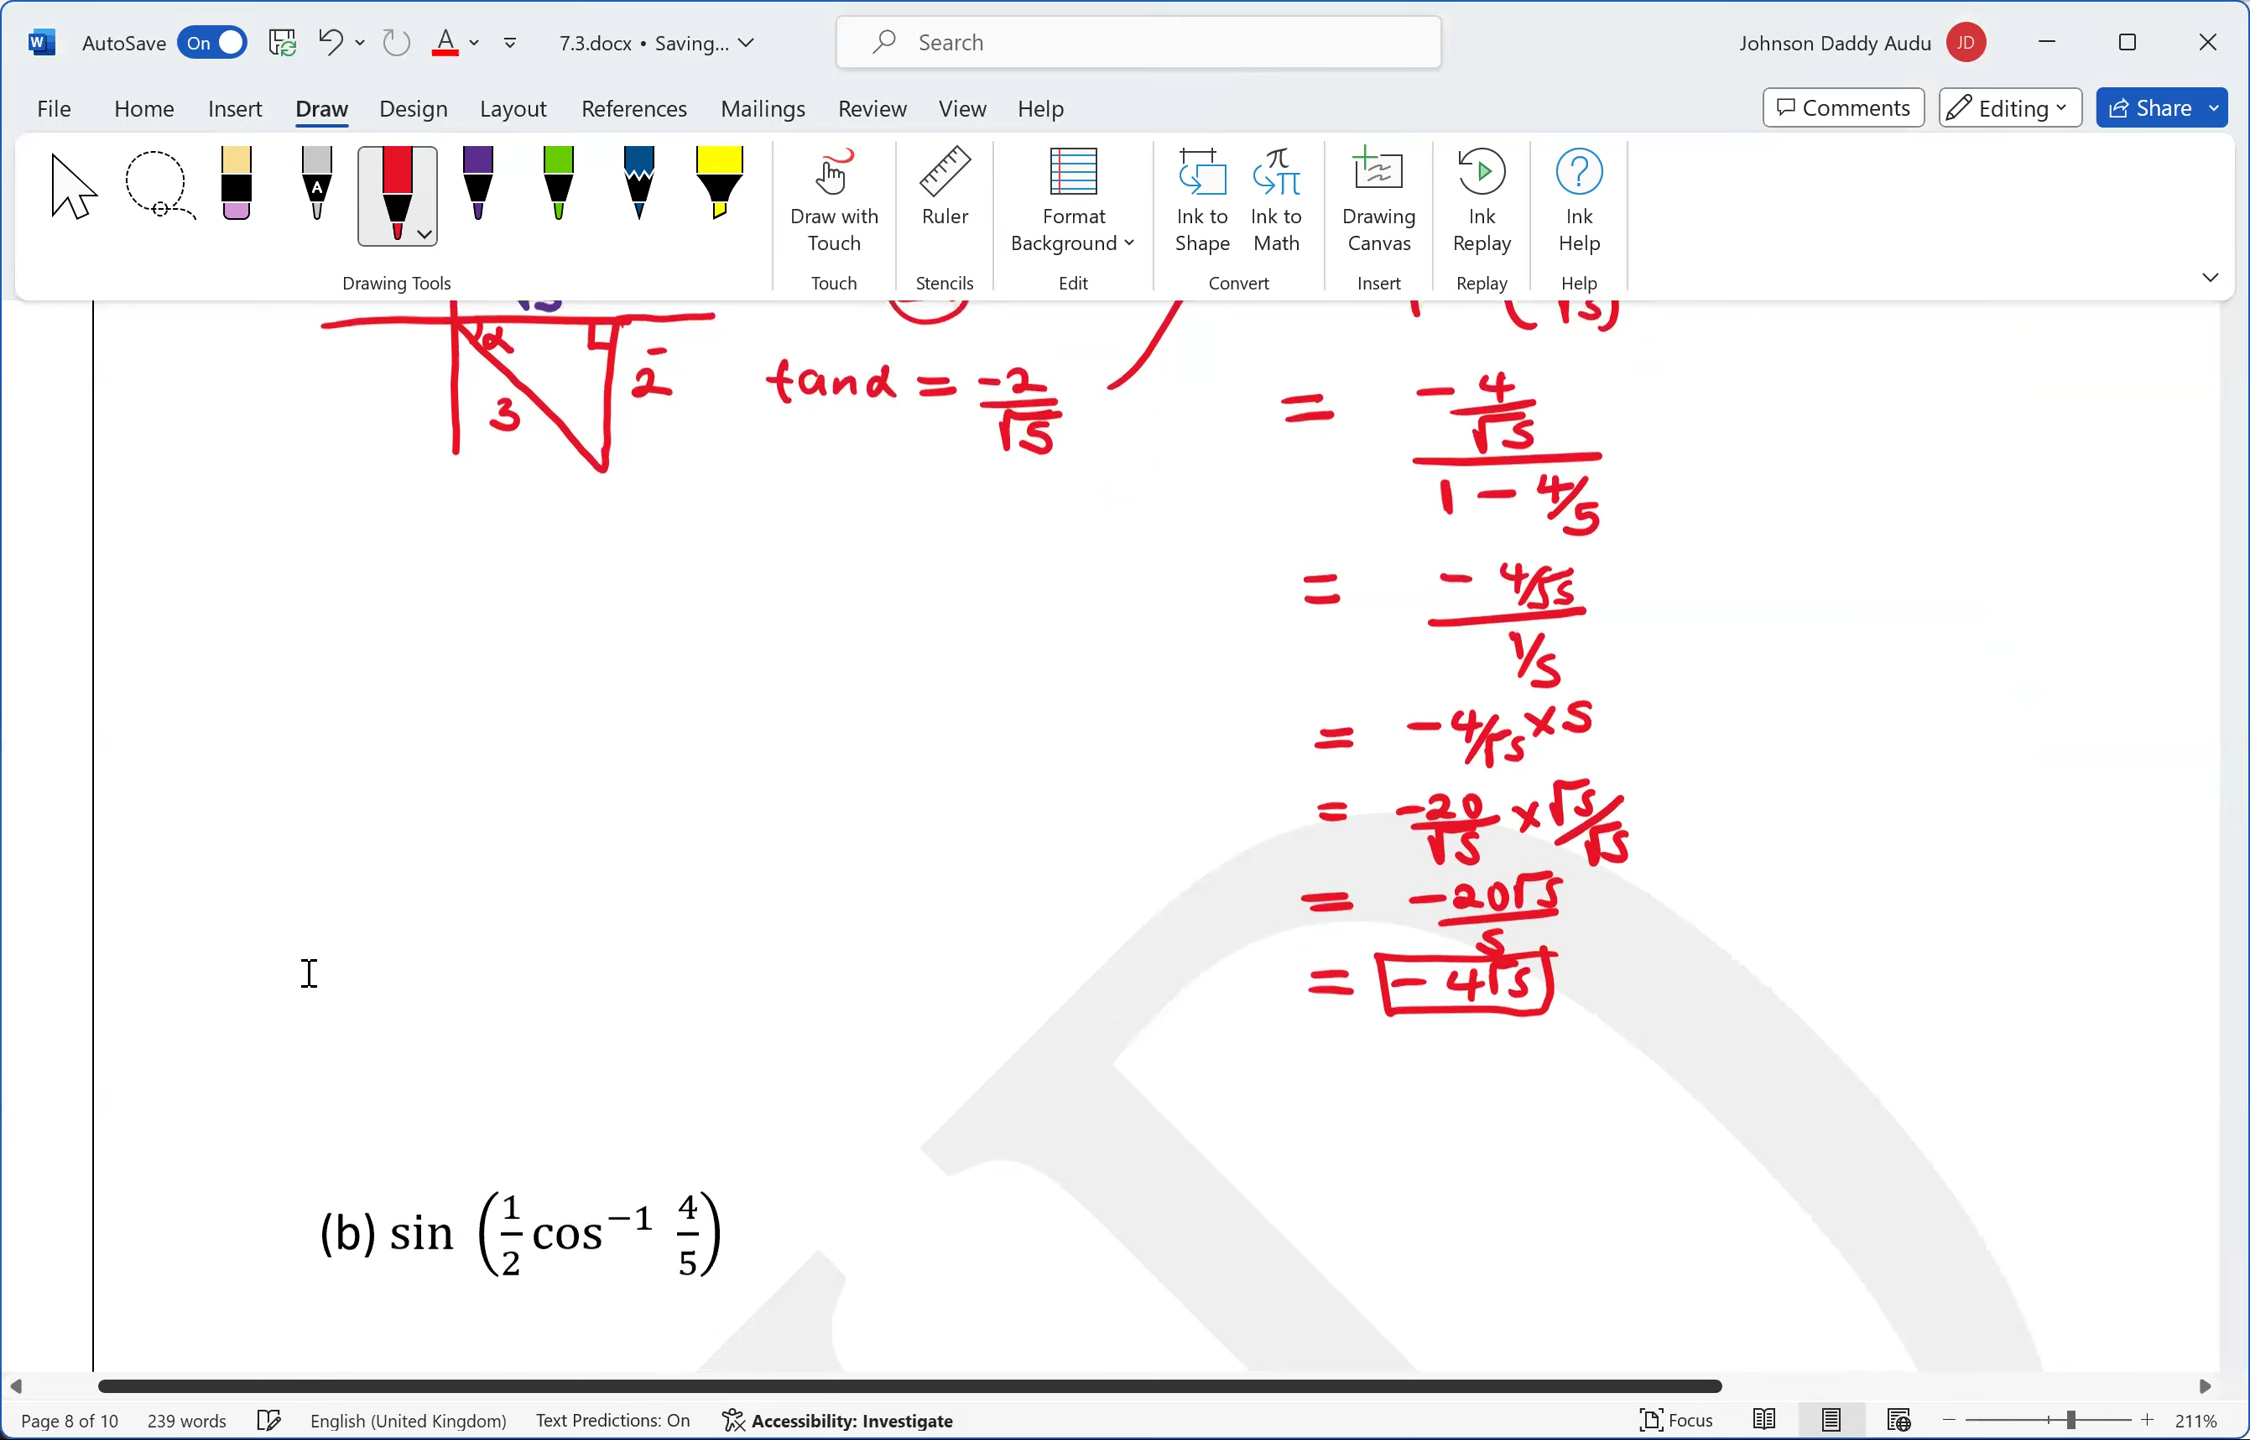 AutoSave On 7.3.docx • Saving... Search Johnson Daddy Audu JD
File Home Insert Draw Design Layout References Mailings Review View Help Comments Editing Share
A
Draw with Touch Ruler Format Background Ink to Shape Ink to Math Drawing Canvas Ink Replay Ink Help
Drawing Tools Touch Stencils Edit Convert Insert Replay Help
α
3
-2
tanα = -2/√5
= -4/√5 / 1 - 4/5
= -4/√5 / 1/5
= -4/√5 × 5
= -20/√5 × √5/√5
= -20√5/5
= -4√5
(b) sin (1/2 cos⁻¹ 4/5)
Page 8 of 10 239 words English (United Kingdom) Text Predictions: On Accessibility: Investigate Focus 211%